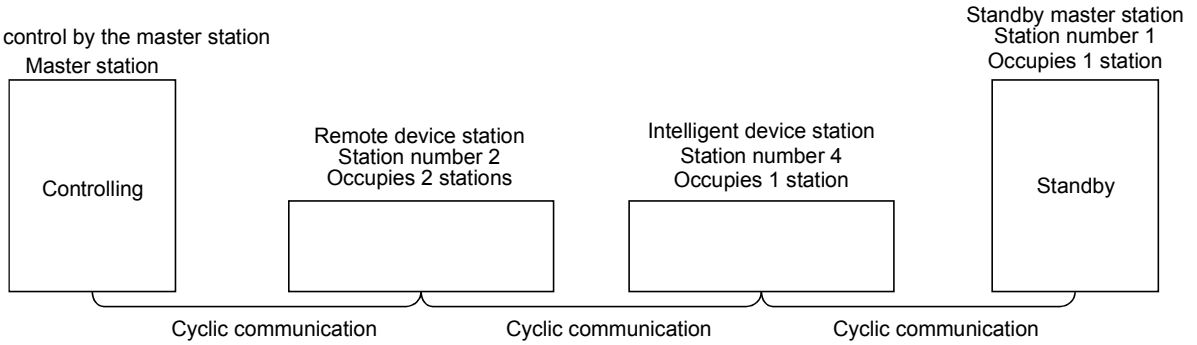 control by the master station
Master station
Controlling
Remote device station
Station number 2
Occupies 2 stations
Intelligent device station
Station number 4
Occupies 1 station
Standby master station
Station number 1
Occupies 1 station
Standby
Cyclic communication
Cyclic communication
Cyclic communication